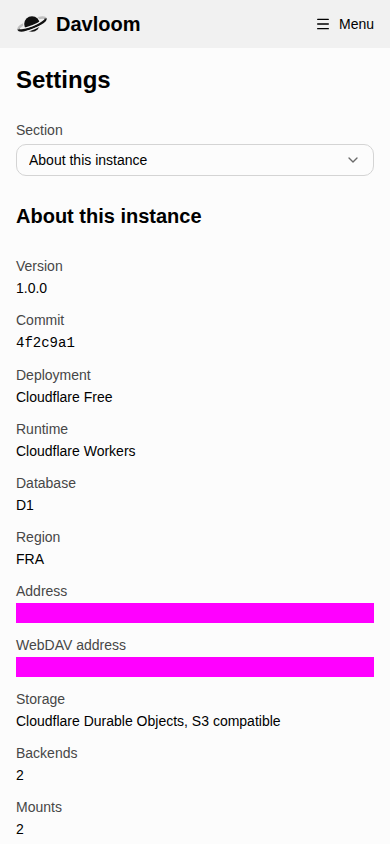 Davloom
Menu
Settings
Section
About this instance
About this instance
Version
1.0.0
Commit
4f2c9a1
Deployment
Cloudflare Free
Runtime
Cloudflare Workers
Database
D1
Region
FRA
Address
WebDAV address
Storage
Cloudflare Durable Objects, S3 compatible
Backends
2
Mounts
2